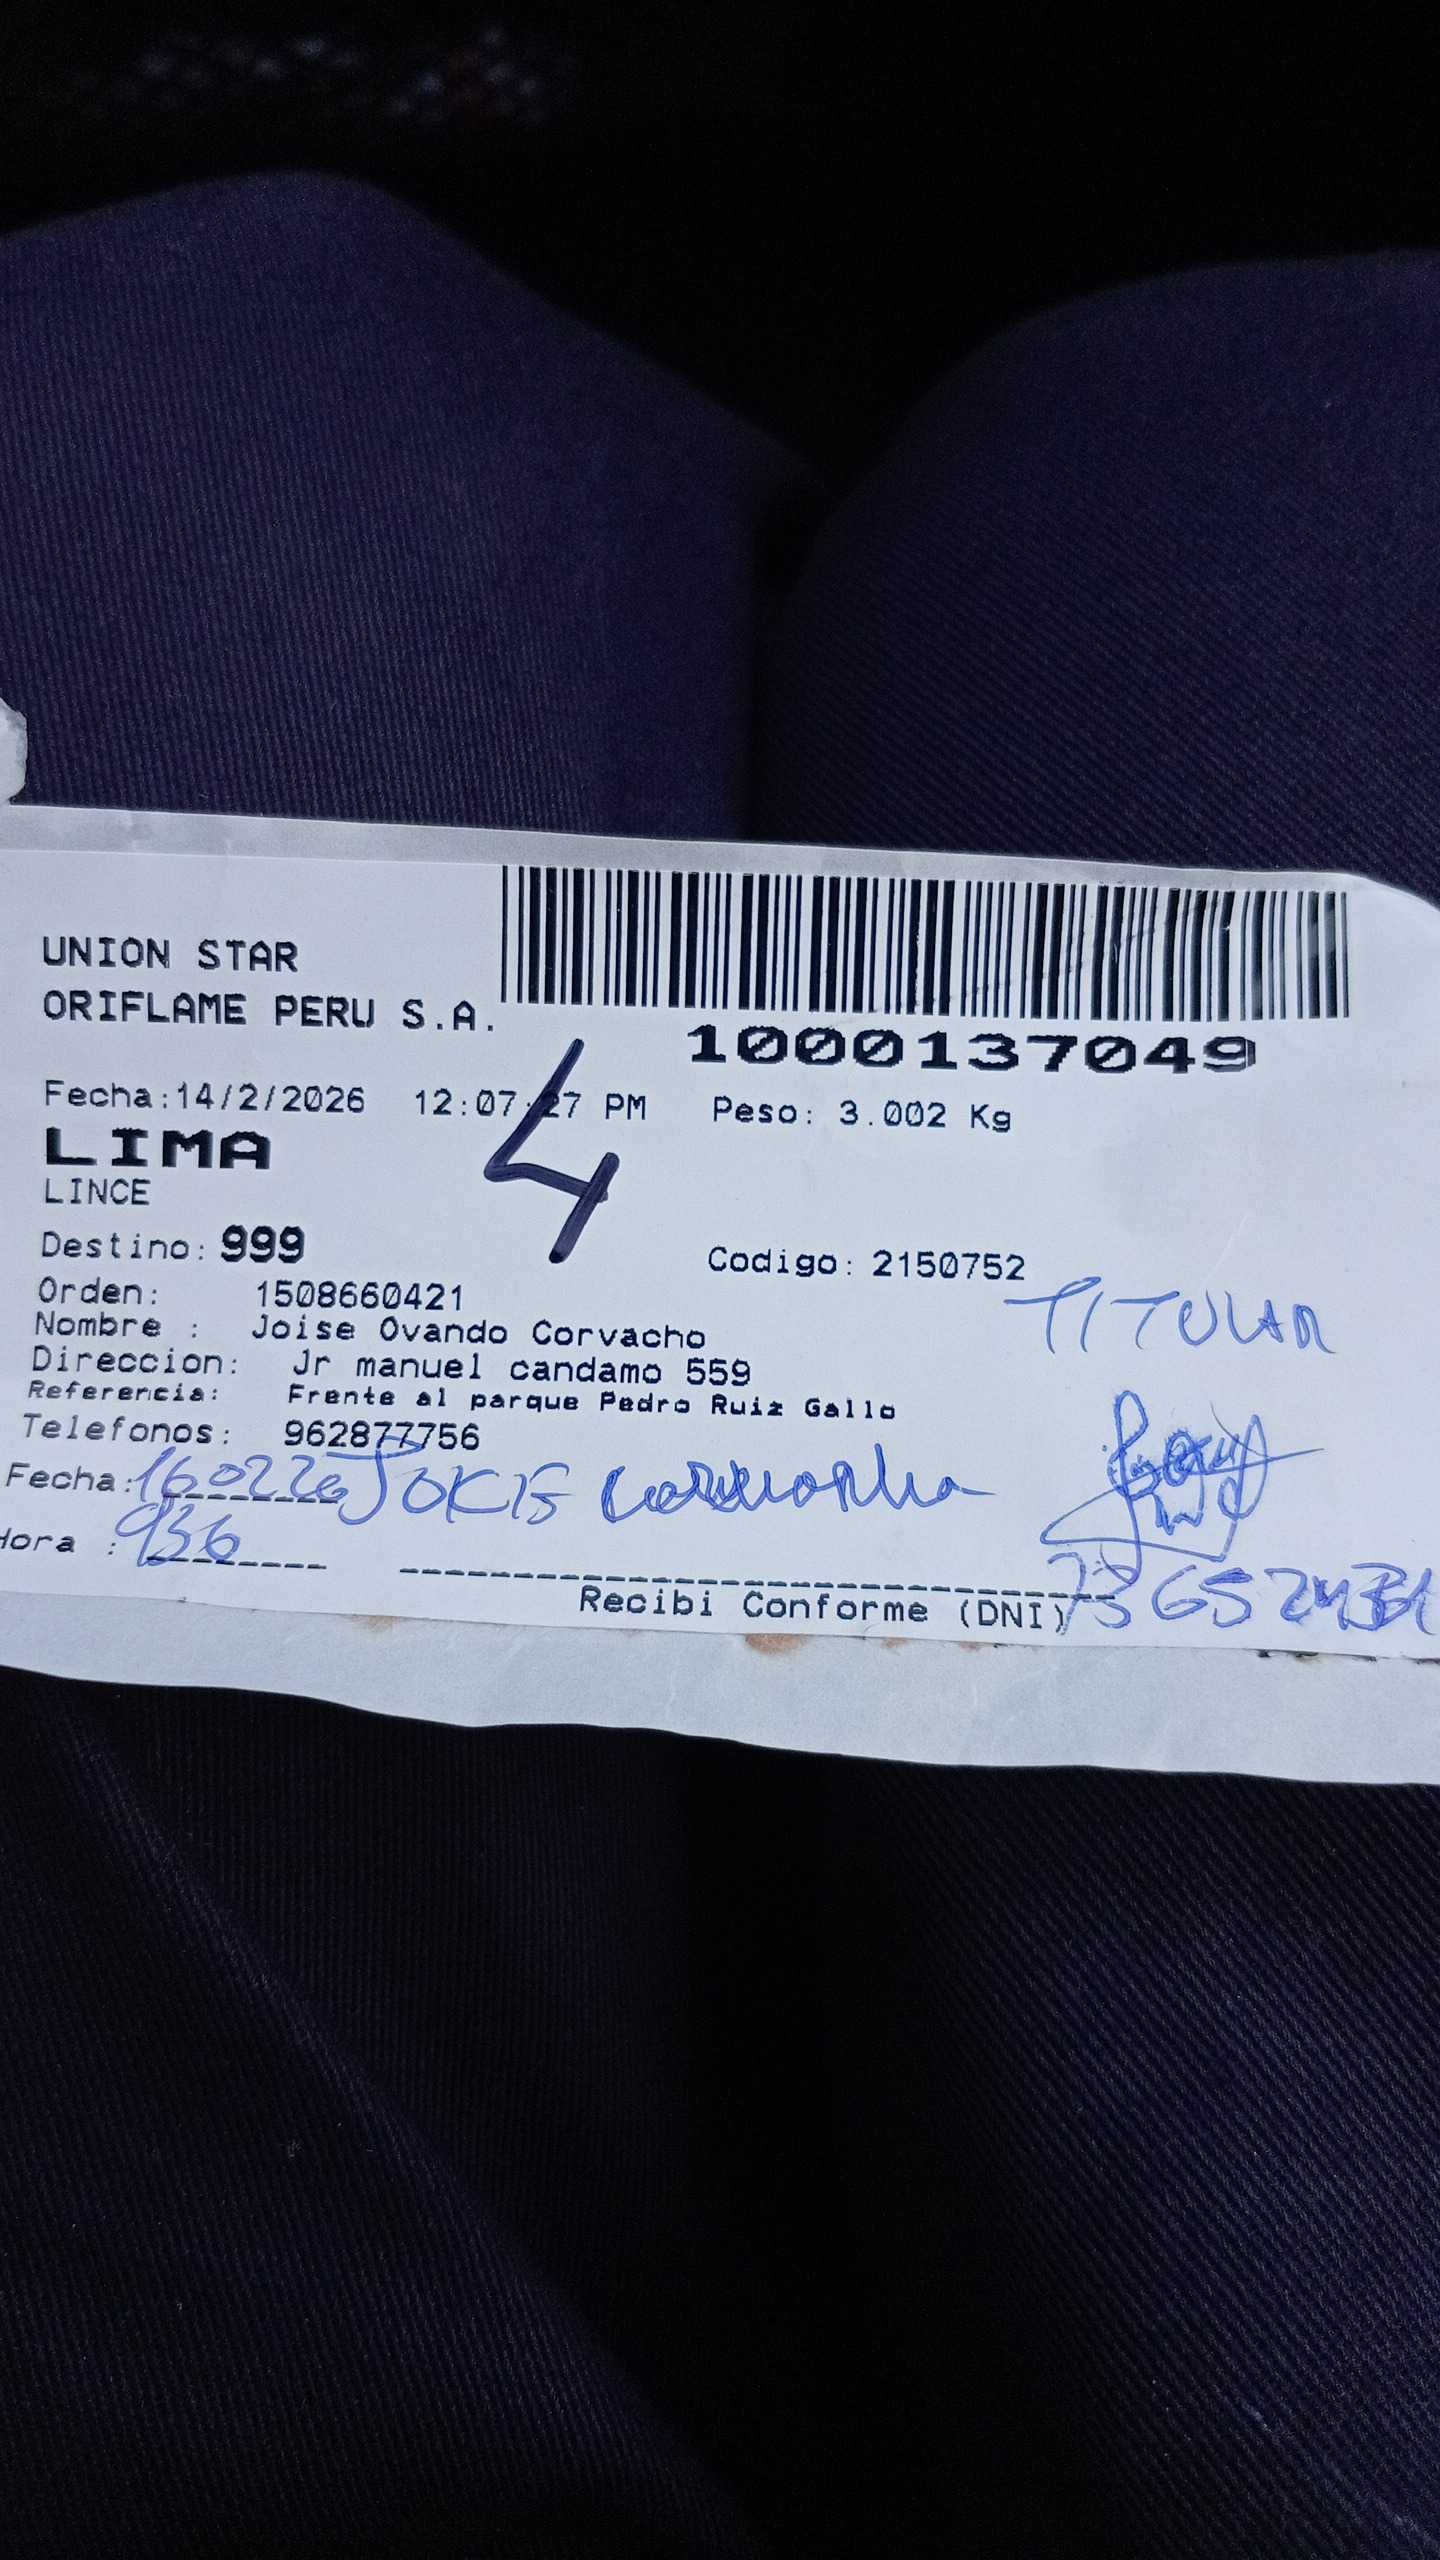 UNION STAR
ORIFLAME PERU S.A.
1000137049
Fecha:14/2/2026 12:07:27 PM Peso: 3.002 Kg
4
LIMA
LINCE
Destino: 999 Codigo: 2150752
Orden: 1508660421
TITULAR
Nombre : Joise Ovando Corvacho
Direccion: Jr manuel candamo 559
Referencia: Frente al parque Pedro Ruiz Gallo
Telefonos: 962877756
Fecha: 160226
Hora : 936
Recibi Conforme (DNI)